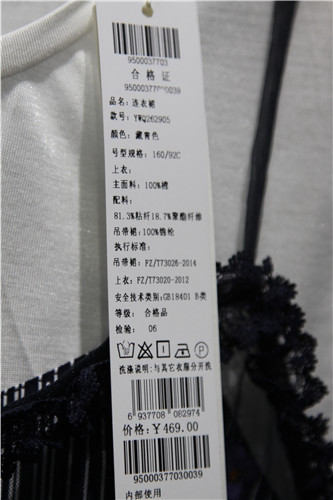 9500037703
合格证
95000377030039
品名：连衣裙
款号：YWQ262905
颜色：藏青色
号型规格：160/92C
上衣：
主面料：100%棉
配料：
81.3%粘纤18.7%聚酯纤维
吊带裙：100%锦纶
执行标准：
吊带裙：FZ/T73026-2014
上衣：FZ/T73020-2012
安全技术类别：GB18401 B类
等级： 合格品
检验： 06
洗涤说明：与其它衣服分开洗
6 937708 082974
价格：￥469.00
95000377030039
内部使用